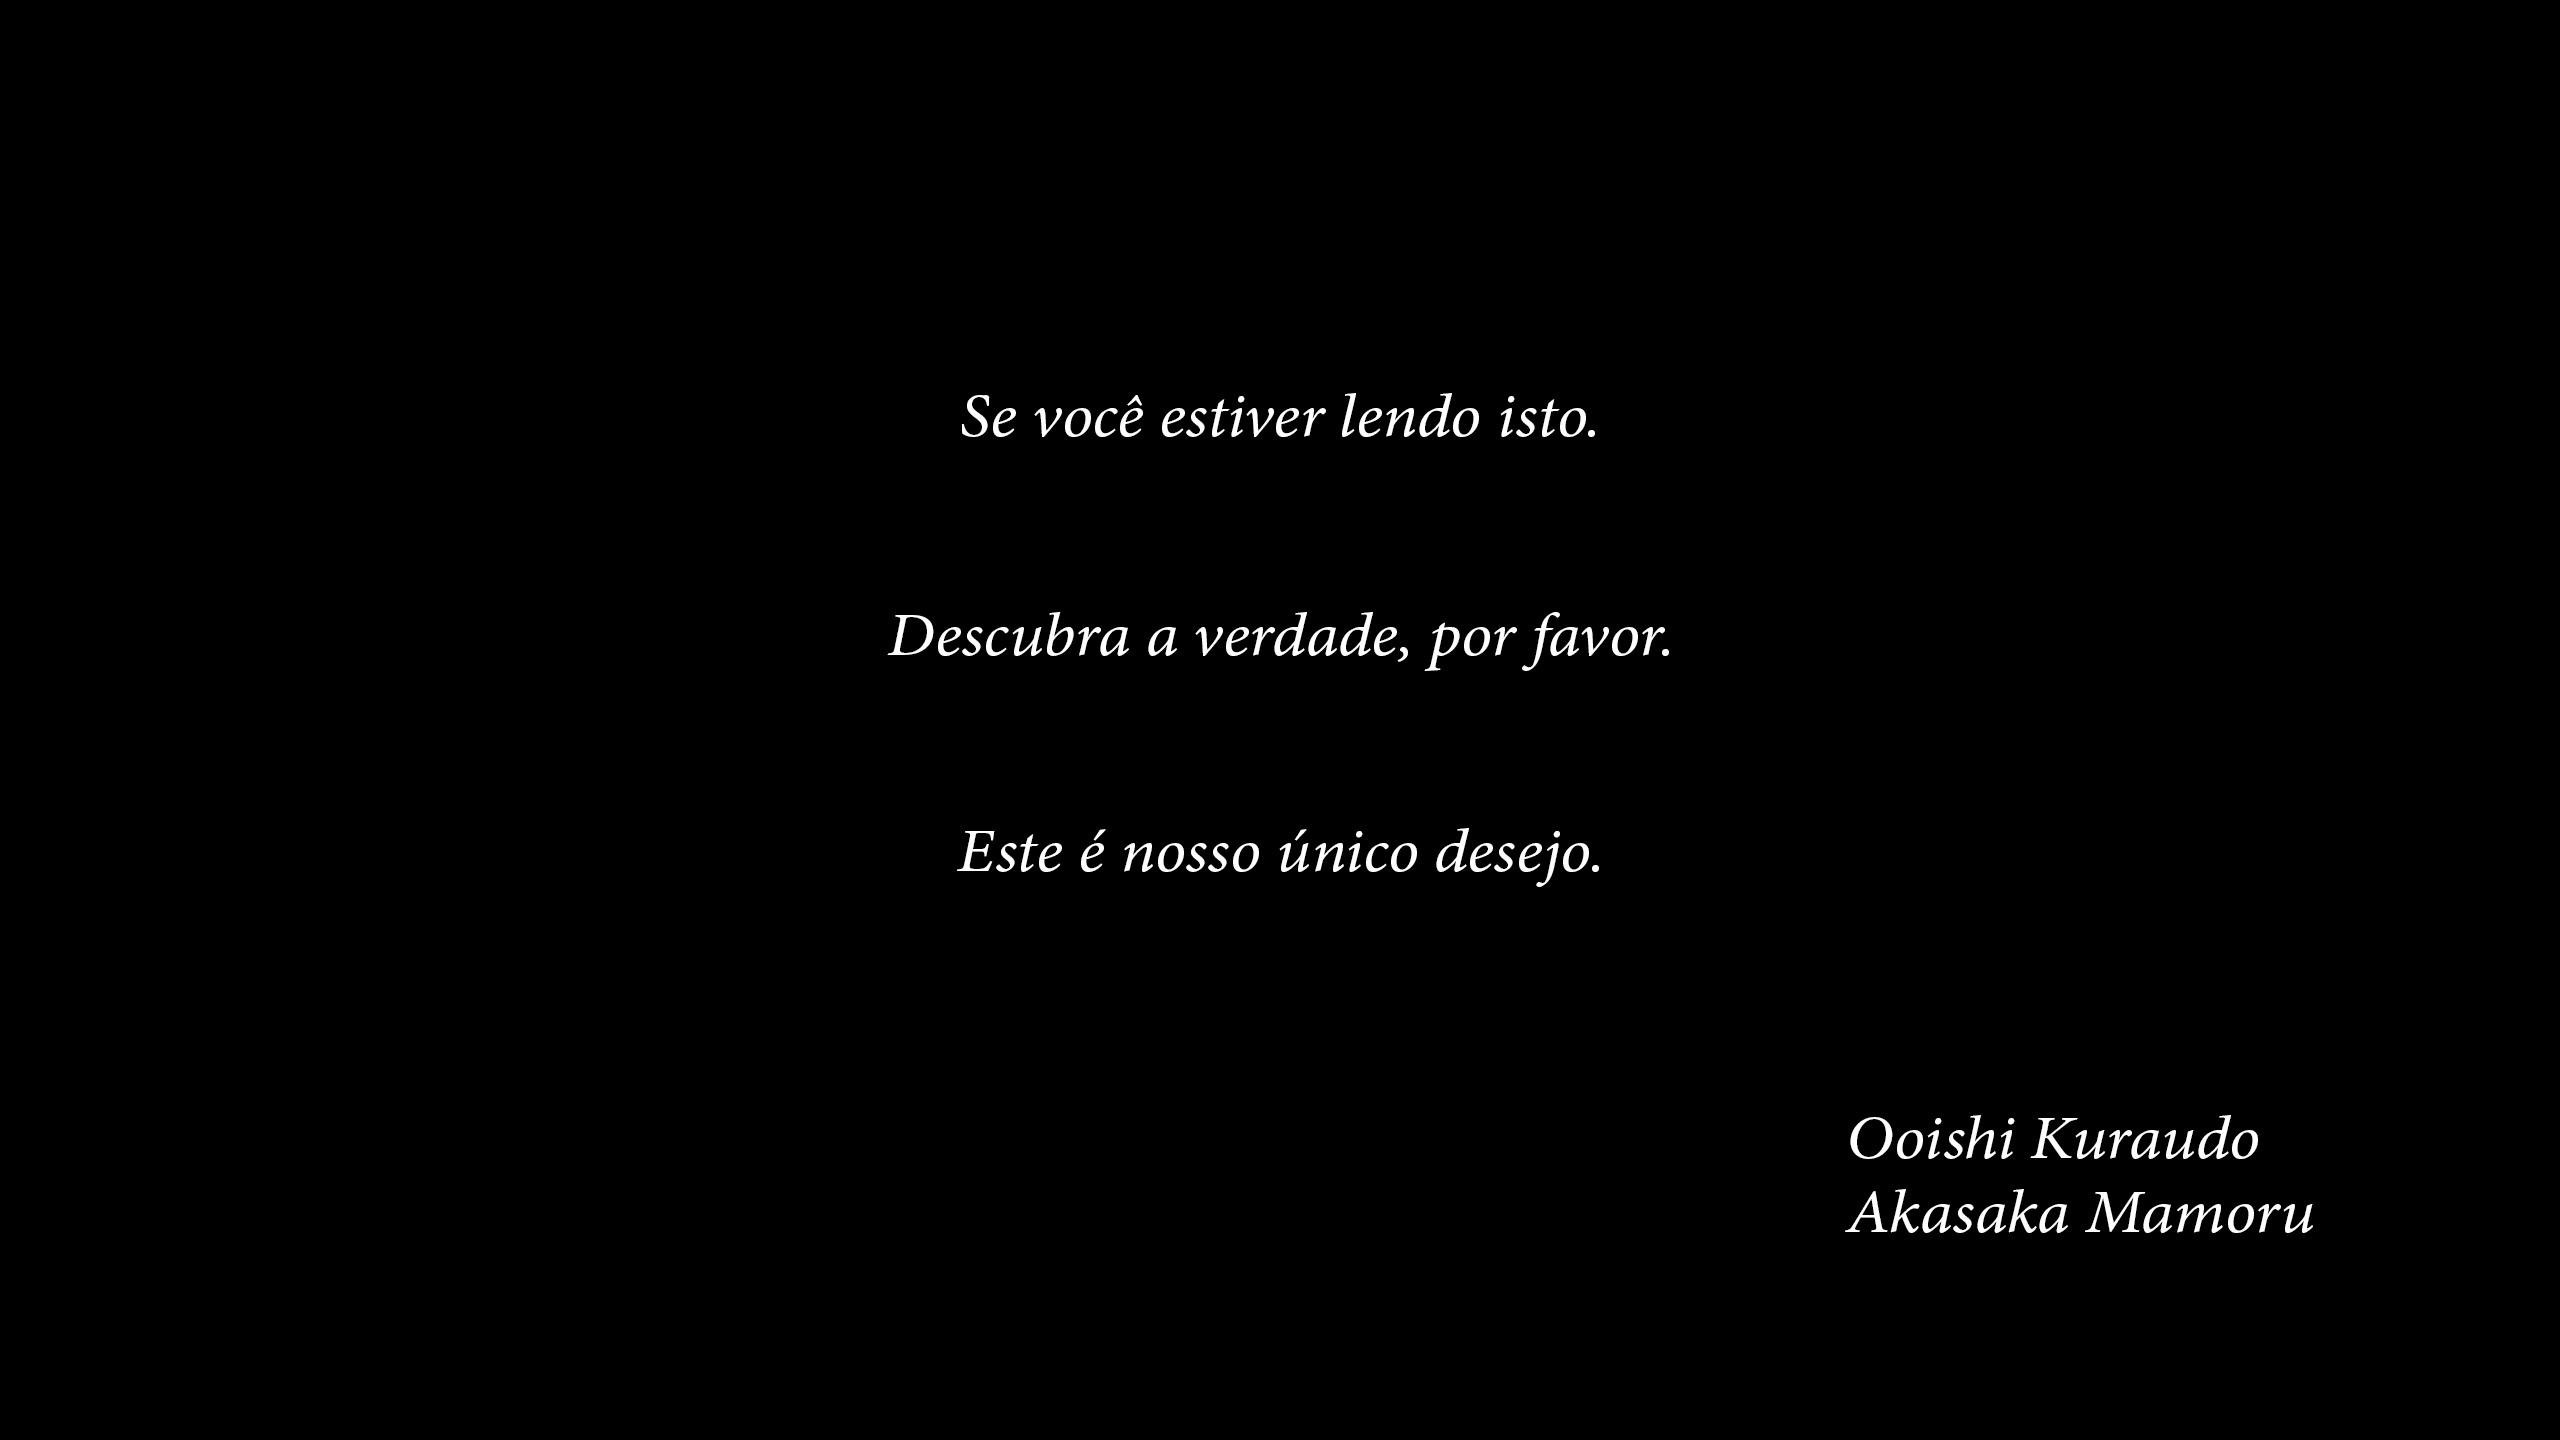 Se você estiver lendo isto.
Descubra a verdade, por favor.
Este é nosso único desejo.
Ooishi Kuraudo
Akasaka Mamoru